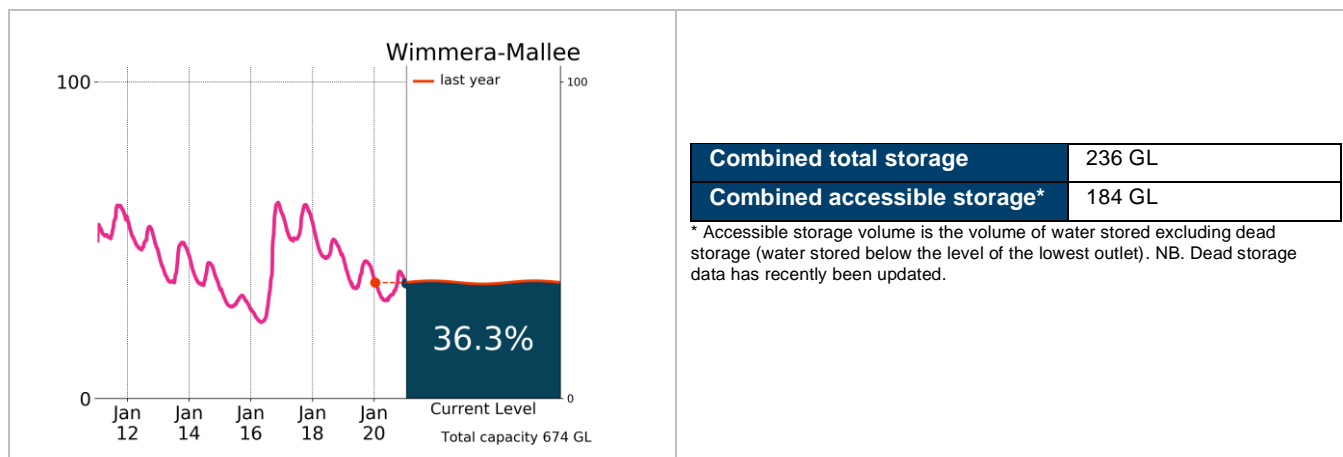 Wimmera-Mallee
100
last year
100
36.3%
0
0
Jan
12
Jan
14
Jan
16
Jan
18
Jan
20
Current Level
Total capacity 674 GL
Combined total storage 236 GL
Combined accessible storage* 184 GL
* Accessible storage volume is the volume of water stored excluding dead
storage (water stored below the level of the lowest outlet). NB. Dead storage
data has recently been updated.